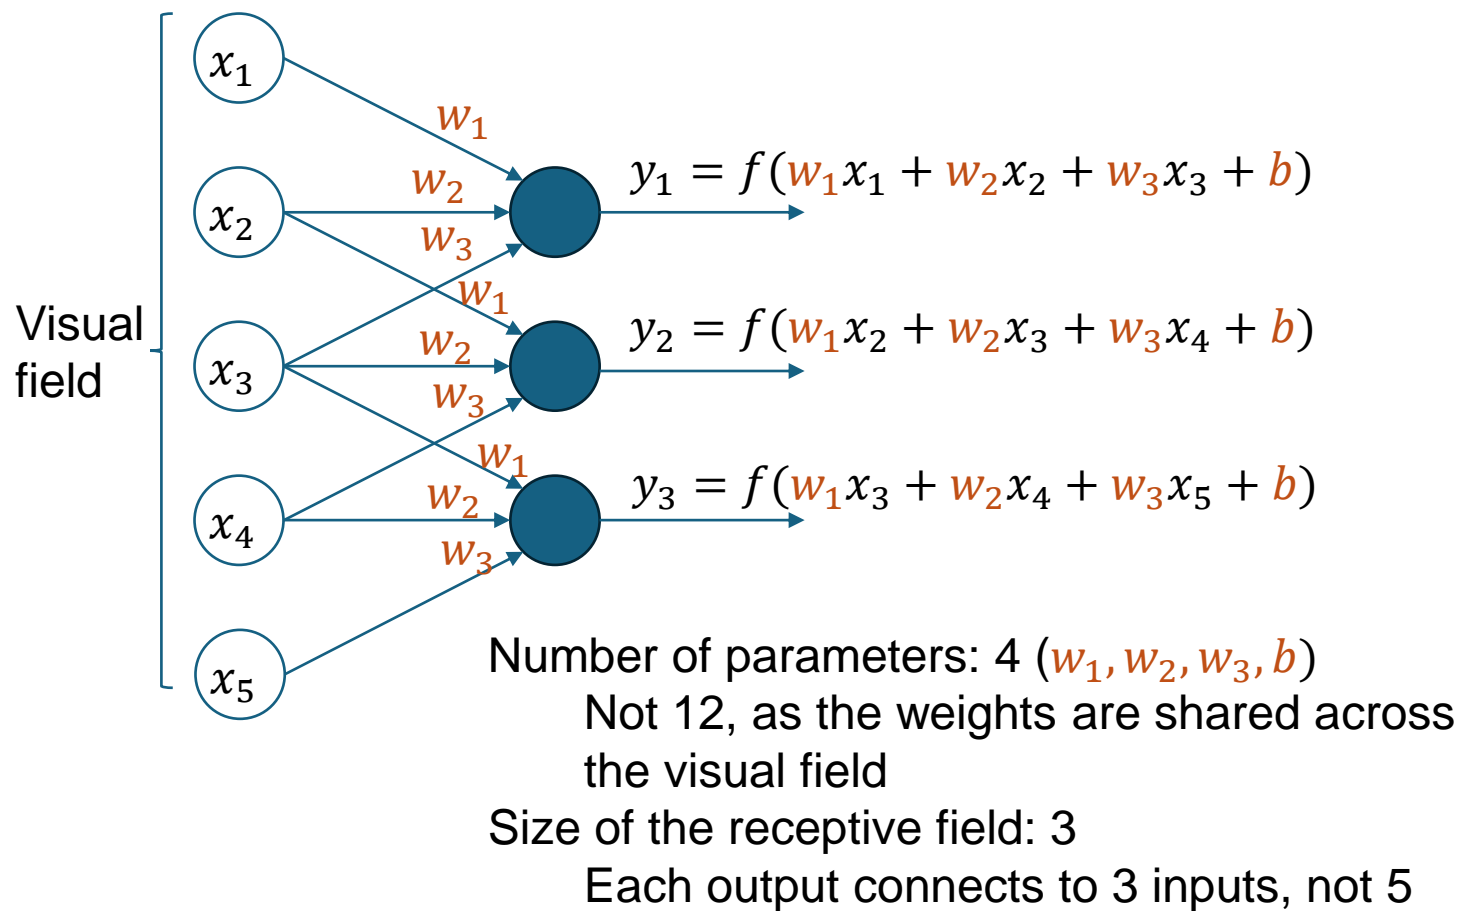 x₁
w₁
y₁ = f(w₁x₁ + w₂x₂ + w₃x₃ + b)
w₂
x₂
w₃
w₁
Visual
field
y₂ = f(w₁x₂ + w₂x₃ + w₃x₄ + b)
w₂
x₃
w₃
w₁
y₃ = f(w₁x₃ + w₂x₄ + w₃x₅ + b)
w₂
x₄
w₃
x₅
Number of parameters: 4 (w₁, w₂, w₃, b)
Not 12, as the weights are shared across
the visual field
Size of the receptive field: 3
Each output connects to 3 inputs, not 5